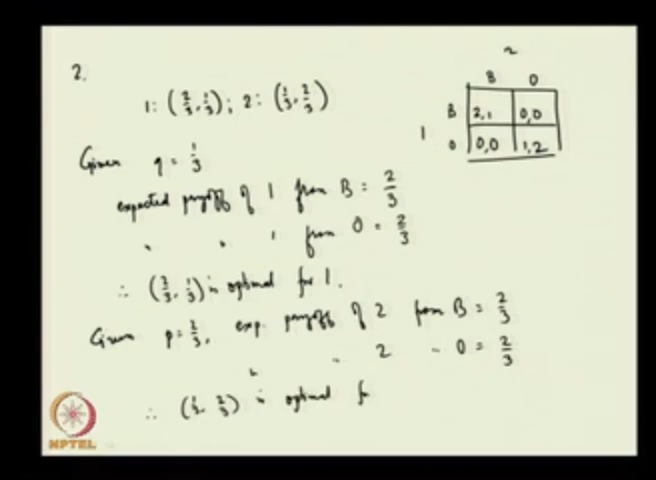 2.
1: (2/3, 1/3); 2: (1/3, 2/3)
2
B O
1 B 2,1 0,0
O 0,0 1,2
Given q = 1/3
expected payoff of 1 from B = 2/3
" " 1 from O = 2/3
∴ (2/3, 1/3) is optimal for 1.
Given p = 2/3, exp. payoff of 2 from B = 2/3
" " 2 " O = 2/3
∴ (1/3, 2/3) is optimal fo
NPTEL